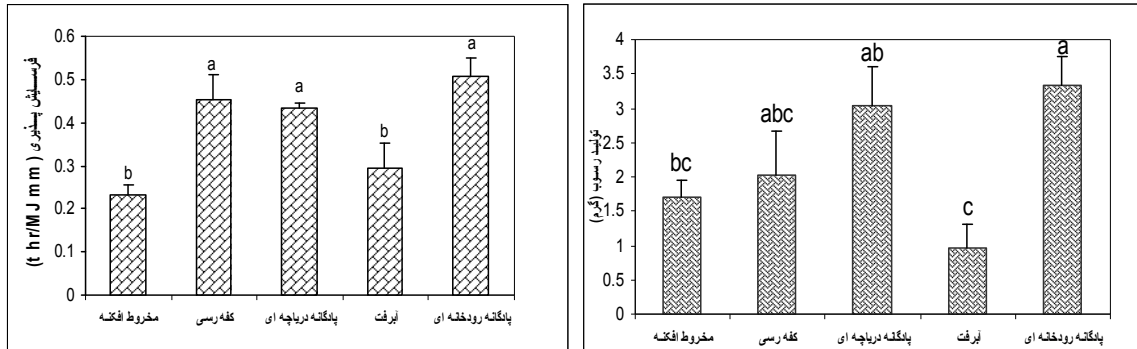 فرسایش پذیری (t hr/MJ mm)
0.6
0.5
0.4
0.3
0.2
0.1
0
b
a
a
b
a
مخروط افکنه
کفه رسی
پادگانه دریاچه ای
آبرفت
پادگانه رودخانه ای
تولید رسوب (گرم)
4
3.5
3
2.5
2
1.5
1
0.5
0
bc
abc
ab
c
a
مخروط افکنه
کفه رسی
پادگانه دریاچه ای
آبرفت
پادگانه رودخانه ای